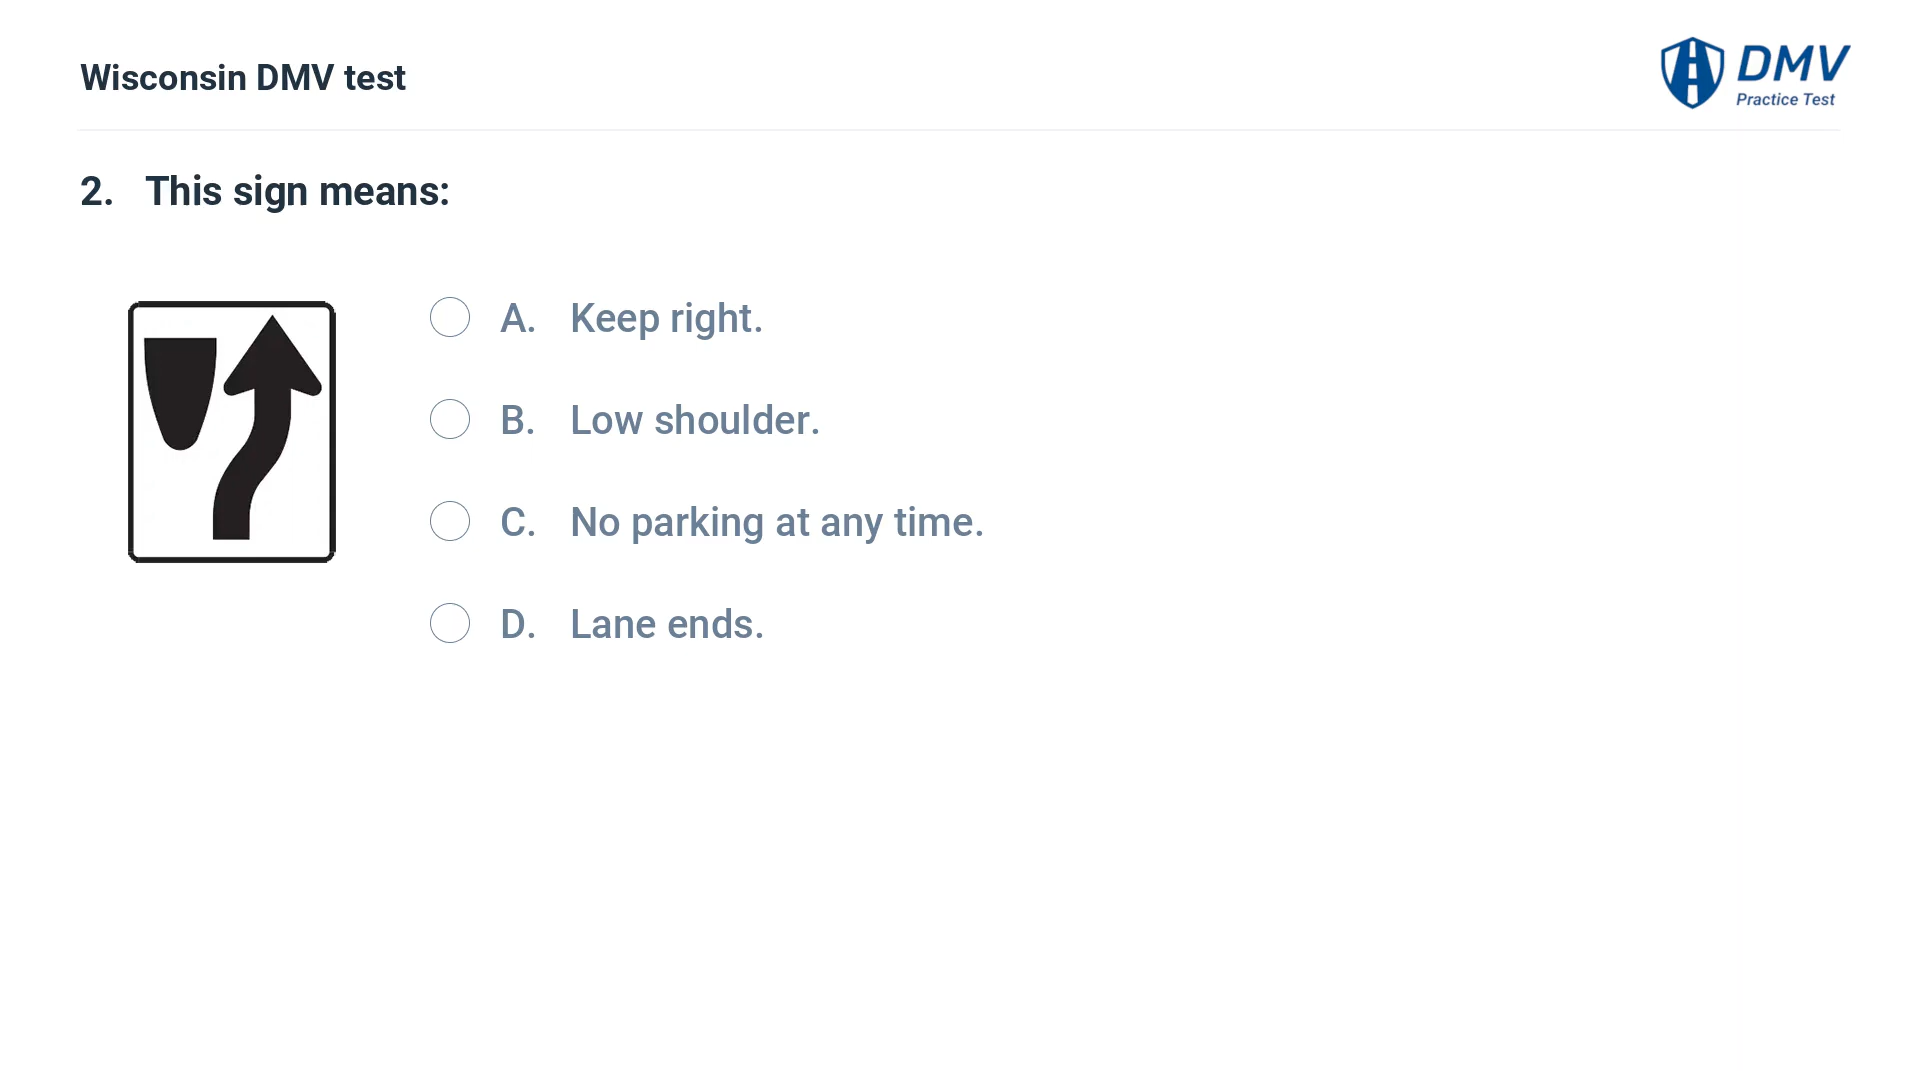 Wisconsin DMV test
DMV
Practice Test
2. This sign means:
A. Keep right.
B. Low shoulder.
C. No parking at any time.
D. Lane ends.